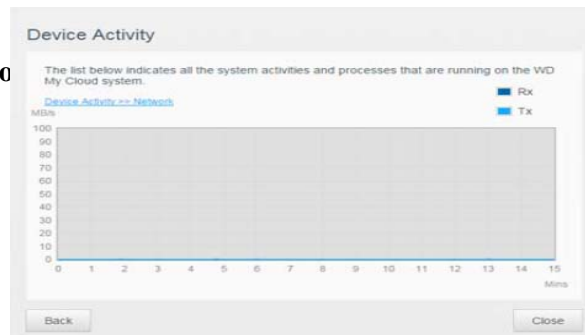 Device Activity
o
The list below indicates all the system activities and processes that are running on the WD
My Cloud system.
Rx
Device Activity >> Network
Tx
MB/s
100
90
80
70
60
50
40
30
20
10
0
0 1 2 3 4 5 6 7 8 9 10 11 12 13 14 15
Mins
Back Close